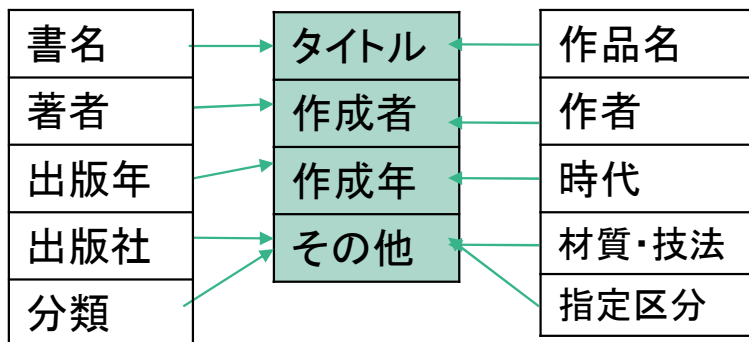 書名
著者
出版年
出版社
分類
タイトル
作成者
作成年
その他
作品名
作者
時代
材質・技法
指定区分